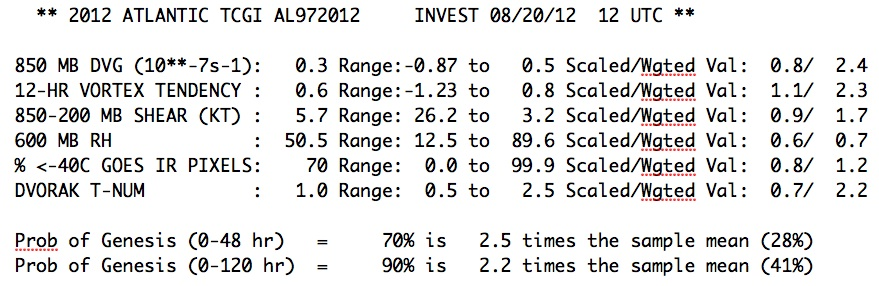 ** 2012 ATLANTIC TCGI AL972012 INVEST 08/20/12 12 UTC **
850 MB DVG (10**-7s-1): 0.3 Range:-0.87 to 0.5 Scaled/Wgted Val: 0.8/ 2.4
12-HR VORTEX TENDENCY : 0.6 Range:-1.23 to 0.8 Scaled/Wgted Val: 1.1/ 2.3
850-200 MB SHEAR (KT) : 5.7 Range: 26.2 to 3.2 Scaled/Wgted Val: 0.9/ 1.7
600 MB RH : 50.5 Range: 12.5 to 89.6 Scaled/Wgted Val: 0.6/ 0.7
% <-40C GOES IR PIXELS: 70 Range: 0.0 to 99.9 Scaled/Wgted Val: 0.8/ 1.2
DVORAK T-NUM : 1.0 Range: 0.5 to 2.5 Scaled/Wgted Val: 0.7/ 2.2
Prob of Genesis (0-48 hr) = 70% is 2.5 times the sample mean (28%)
Prob of Genesis (0-120 hr) = 90% is 2.2 times the sample mean (41%)